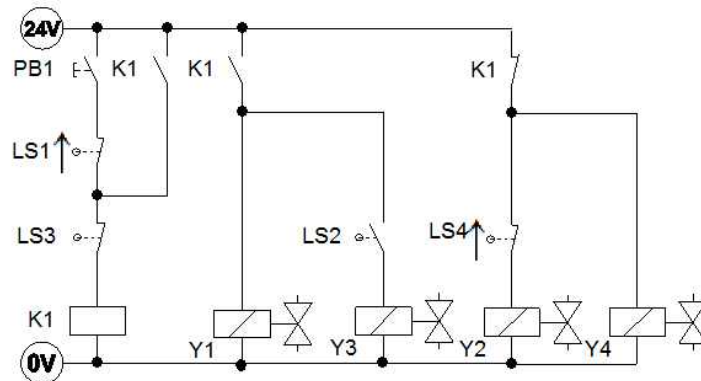 24V
PB1 K1 K1 K1
LS1
LS3 LS2 LS4
K1 Y1 Y3 Y2 Y4
0V